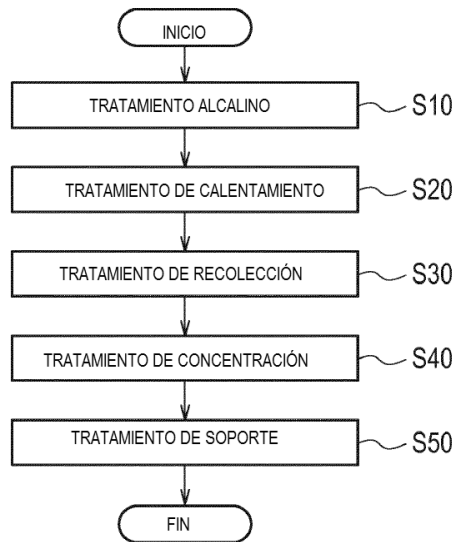 INICIO
TRATAMIENTO ALCALINO S10
TRATAMIENTO DE CALENTAMIENTO S20
TRATAMIENTO DE RECOLECCIÓN S30
TRATAMIENTO DE CONCENTRACIÓN S40
TRATAMIENTO DE SOPORTE S50
FIN